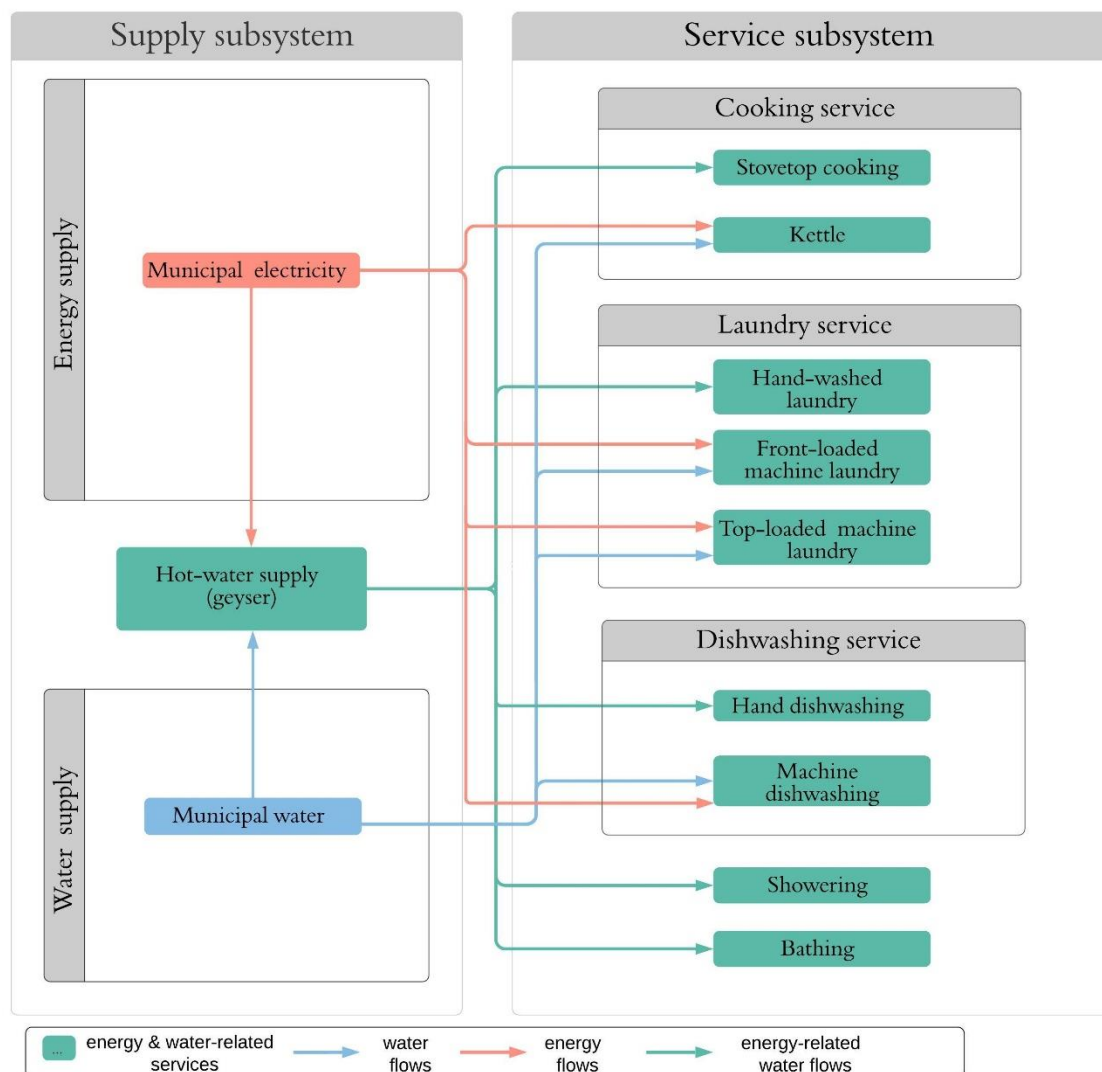 Supply subsystem
Service subsystem
Energy supply
Municipal electricity
Hot-water supply
(geyser)
Water supply
Municipal water
Cooking service
Stovetop cooking
Kettle
Laundry service
Hand-washed
laundry
Front-loaded
machine laundry
Top-loaded machine
laundry
Dishwashing service
Hand dishwashing
Machine
dishwashing
Showering
Bathing
... energy & water-related
services
water
flows
energy
flows
energy-related
water flows